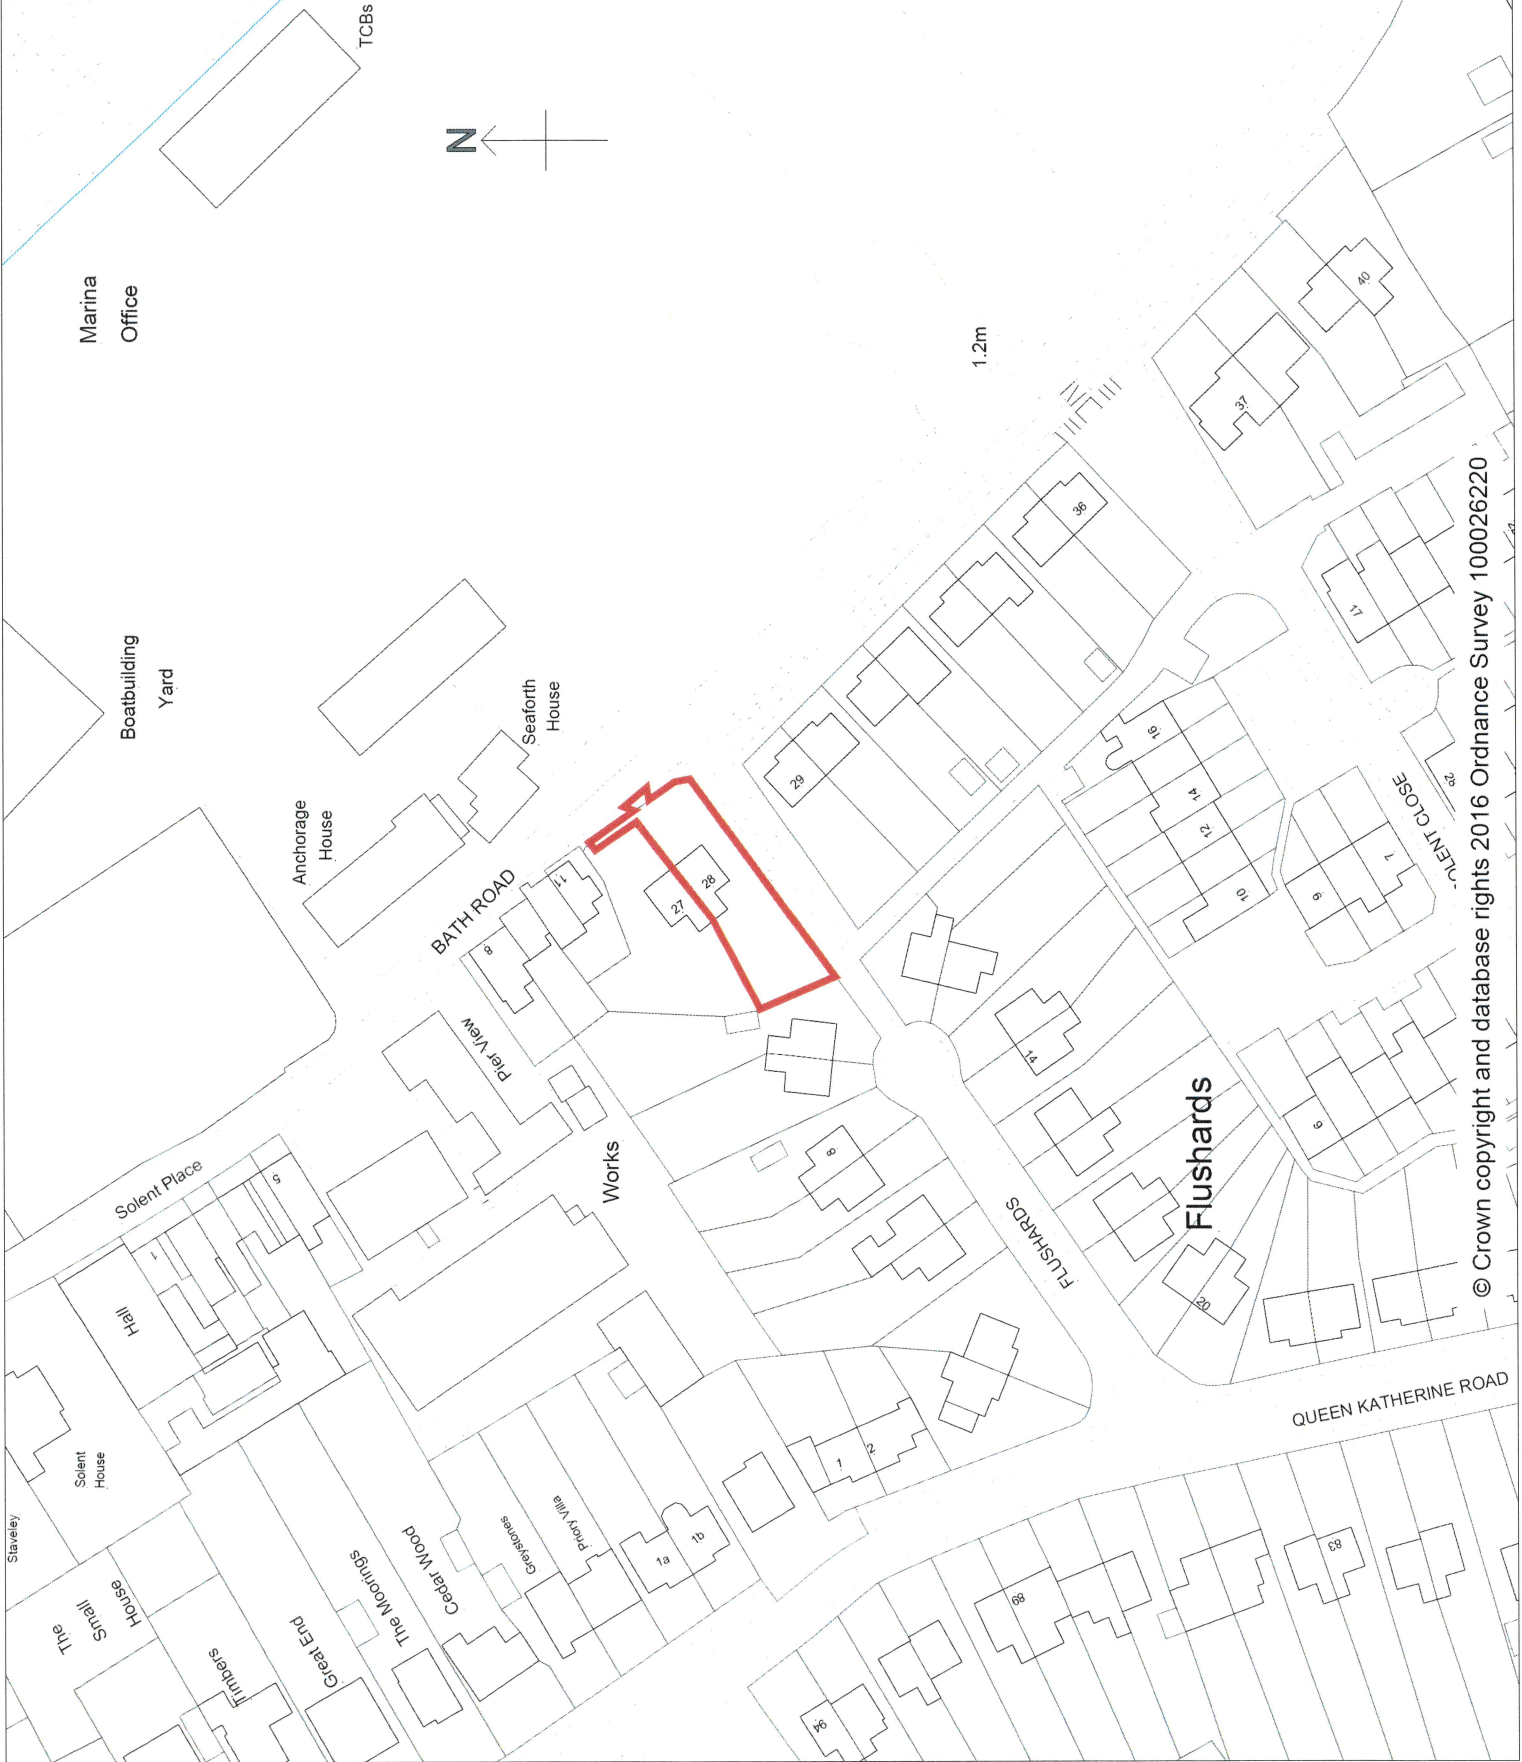 Staveley
The
Small
House
Solent
House
Hall
1
Solent Place
5
Marina
Office
TCBs
Boatbuilding
Yard
Timbers
Great End
The Moorings
Cedar Wood
Greystones
Priory Villa
1a
1b
Anchorage
House
BATH ROAD
Pier View
8
11
Seaforth
House
N
Works
27
28
94
1
2
8
29
1.2m
89
FLUSHARDS
14
36
Flushards
20
16
14
12
10
37
40
83
QUEEN KATHERINE ROAD
9
9
7
17
OLENT CLOSE
© Crown copyright and database rights 2016 Ordnance Survey 100026220